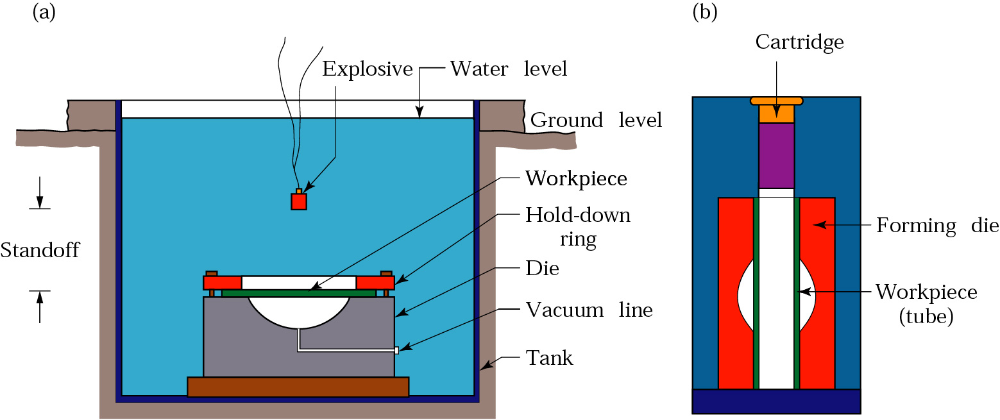 (a)
Explosive
Water level
Ground level
Workpiece
Hold-down
ring
Standoff
Die
Vacuum line
Tank
(b)
Cartridge
Forming die
Workpiece
(tube)